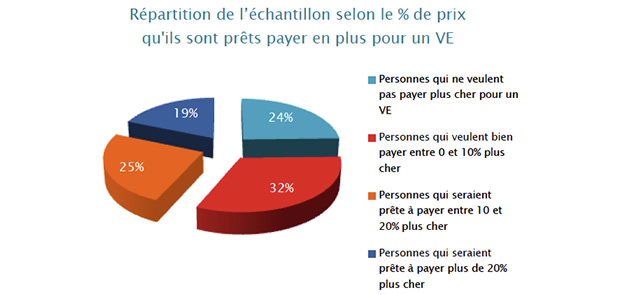 Répartition de l'échantillon selon le % de prix
qu'ils sont prêts payer en plus pour un VE
19%
24%
25%
32%
Personnes qui ne veulent
pas payer plus cher pour un
VE
Personnes qui veulent bien
payer entre 0 et 10% plus
cher
Personnes qui seraient
prête à payer entre 10 et
20% plus cher
Personnes qui seraient
prête à payer plus de 20%
plus cher